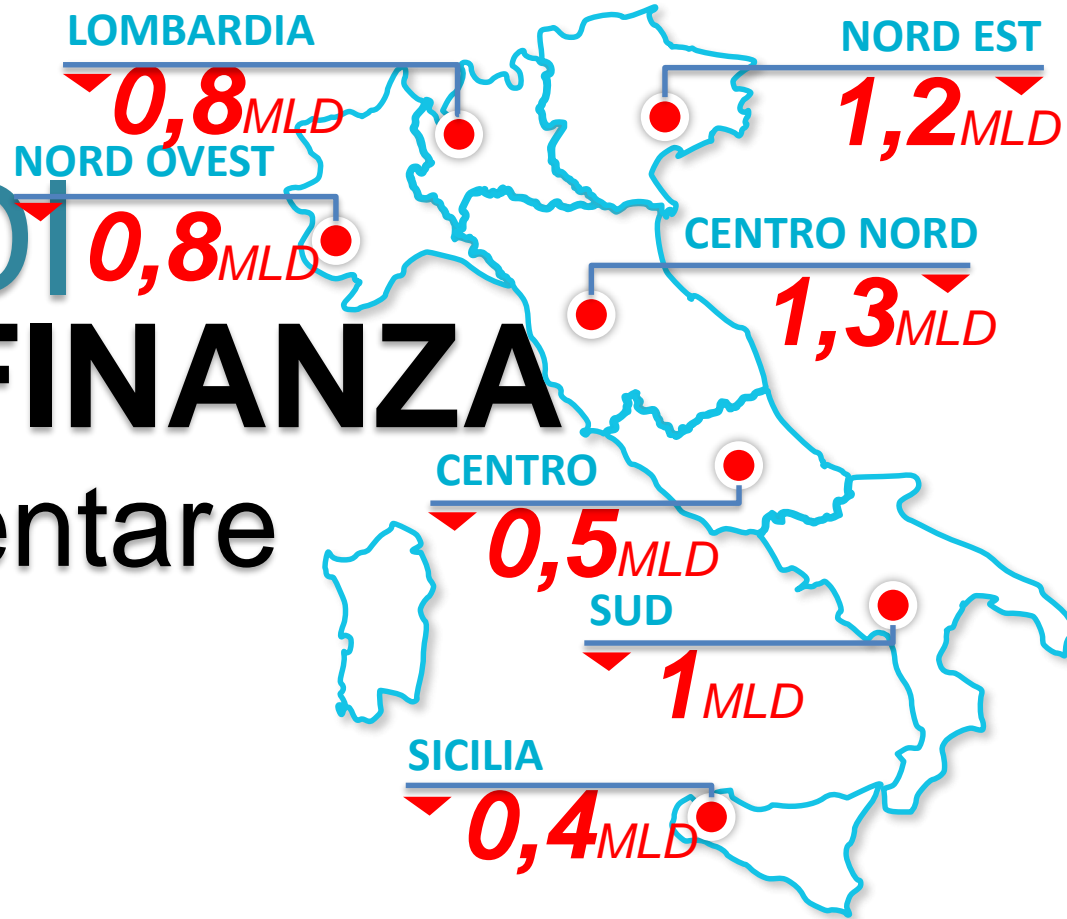 LOMBARDIA
0,8MLD
NORD EST
1,2MLD
NORD OVEST
0,8MLD
DI
CENTRO NORD
1,3MLD
FINANZA
CENTRO
0,5MLD
entare
SUD
1MLD
SICILIA
0,4MLD